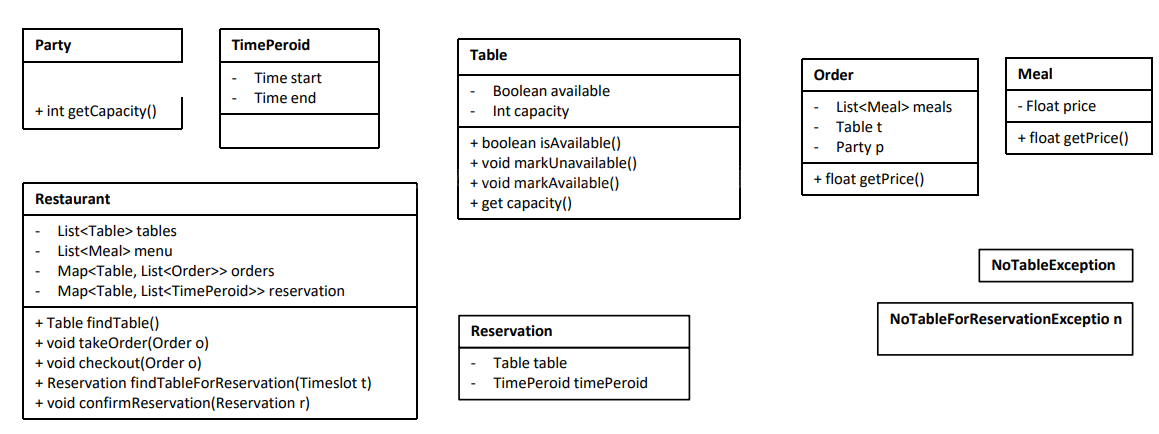 Party
+ int getCapacity()
TimePeroid
- Time start
- Time end
Table
- Boolean available
- Int capacity
+ boolean isAvailable()
+ void markUnavailable()
+ void markAvailable()
+ get capacity()
Order
- List<Meal> meals
- Table t
- Party p
+ float getPrice()
Meal
- Float price
+ float getPrice()
Restaurant
- List<Table> tables
- List<Meal> menu
- Map<Table, List<Order>> orders
- Map<Table, List<TimePeroid>> reservation
+ Table findTable()
+ void takeOrder(Order o)
+ void checkout(Order o)
+ Reservation findTableForReservation(Timeslot t)
+ void confirmReservation(Reservation r)
Reservation
- Table table
- TimePeroid timePeroid
NoTableException
NoTableForReservationExceptio n